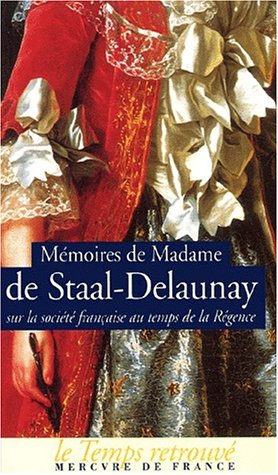 Mémoires de Madame
de Staal-Delaunay
sur la société française au temps de la Régence
le Temps retrouvé
MERCVRE DE FRANCE